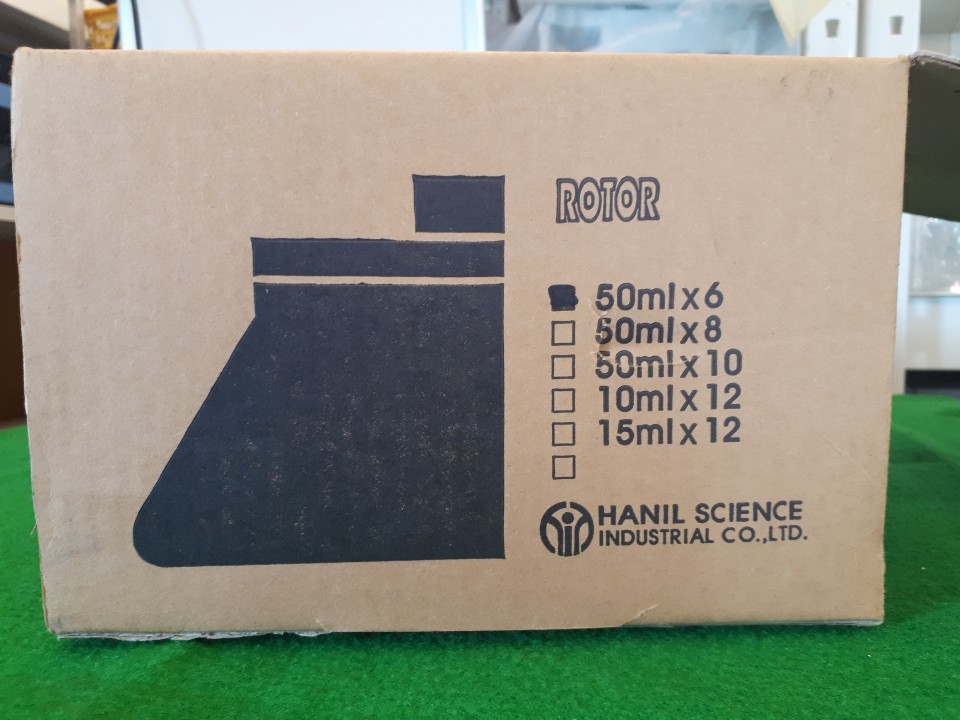 ROTOR
50ml x 6
50ml x 8
50ml x 10
10ml x 12
15ml x 12
HANIL SCIENCE
INDUSTRIAL CO.,LTD.